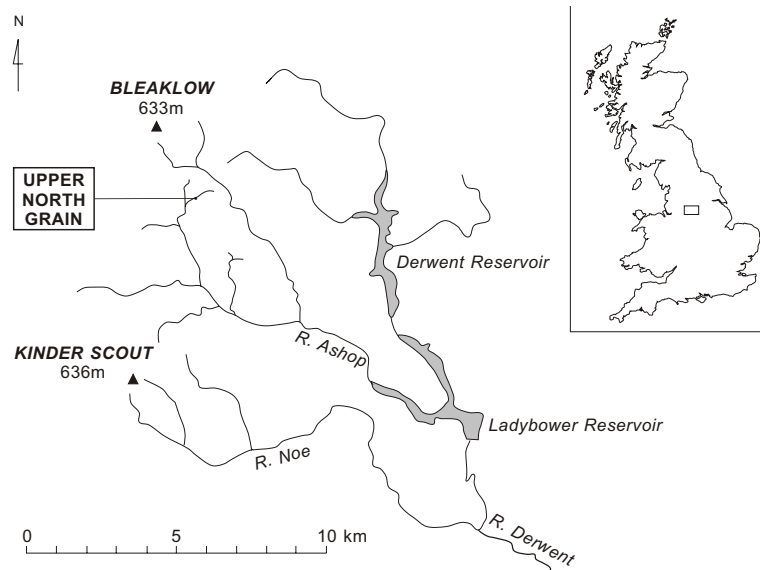 N
BLEAKLOW
633m
UPPER
NORTH
GRAIN
Derwent Reservoir
R. Ashop
KINDER SCOUT
636m
Ladybower Reservoir
R. Noe
R. Derwent
0 5 10 km